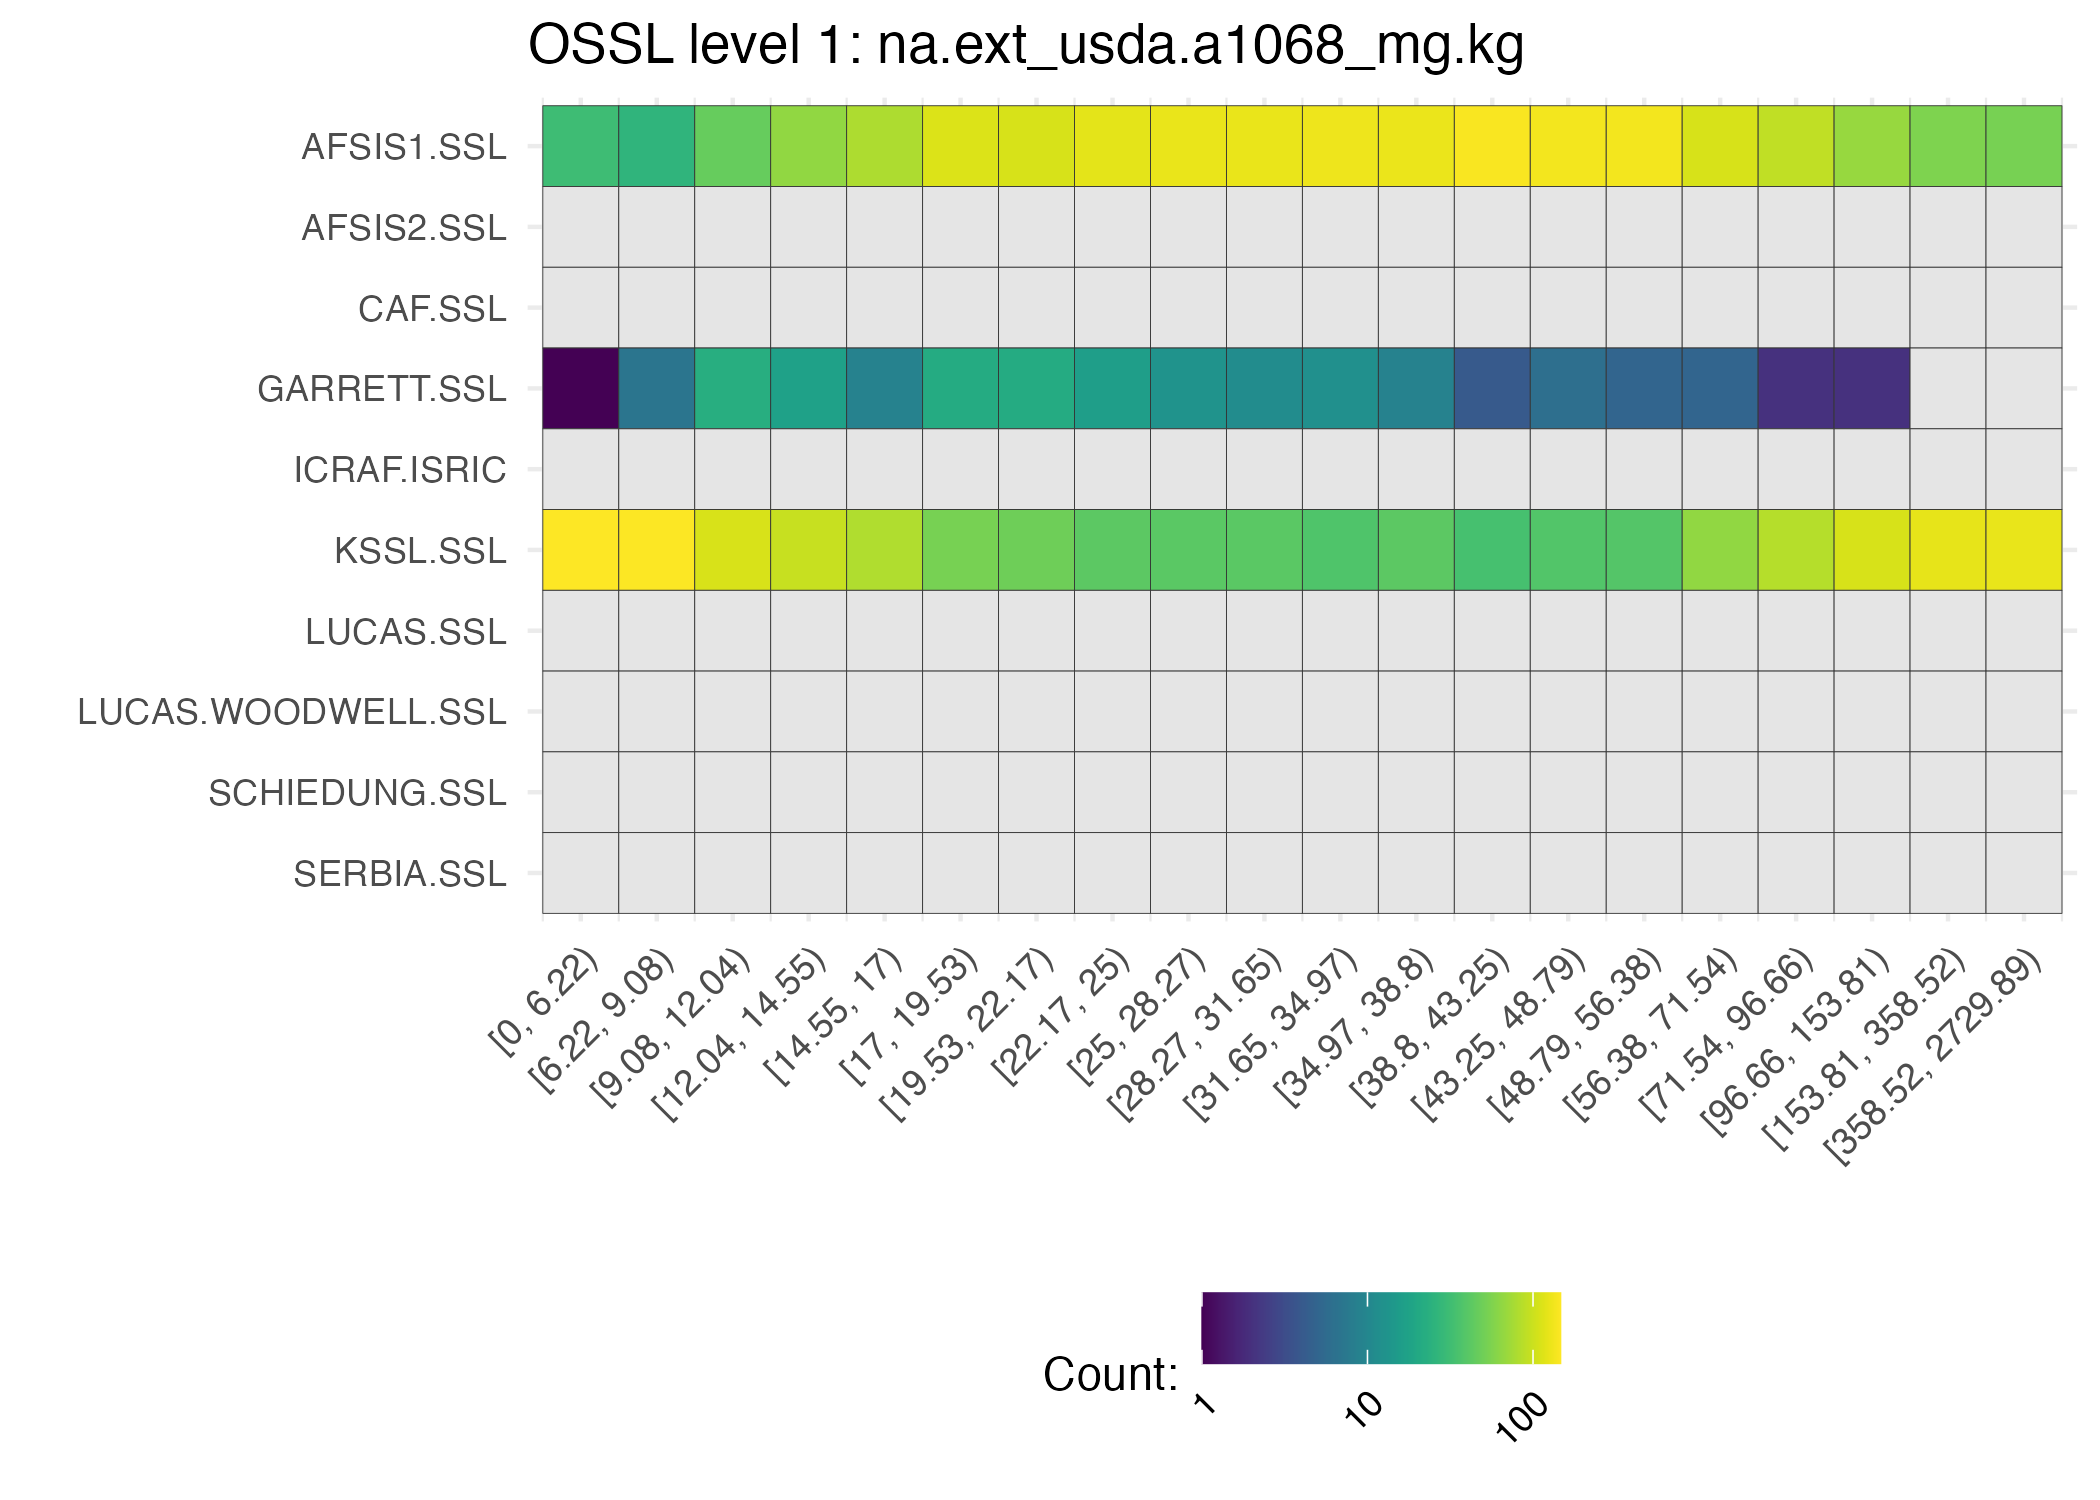 OSSL level 1: na.ext_usda.a1068_mg.kg
AFSIS1.SSL
AFSIS2.SSL
CAF.SSL
GARRETT.SSL
ICRAF.ISRIC
KSSL.SSL
LUCAS.SSL
LUCAS.WOODWELL.SSL
SCHIEDUNG.SSL
SERBIA.SSL
[0, 6.22)
[6.22, 9.08)
[9.08, 12.04)
[12.04, 14.55)
[14.55, 17)
[17, 19.53)
[19.53, 22.17)
[22.17, 25)
[25, 28.27)
[28.27, 31.65)
[31.65, 34.97)
[34.97, 38.8)
[38.8, 43.25)
[43.25, 48.79)
[48.79, 56.38)
[56.38, 71.54)
[71.54, 96.66)
[96.66, 153.81)
[153.81, 358.52)
[358.52, 2729.89)
Count:
1
10
100